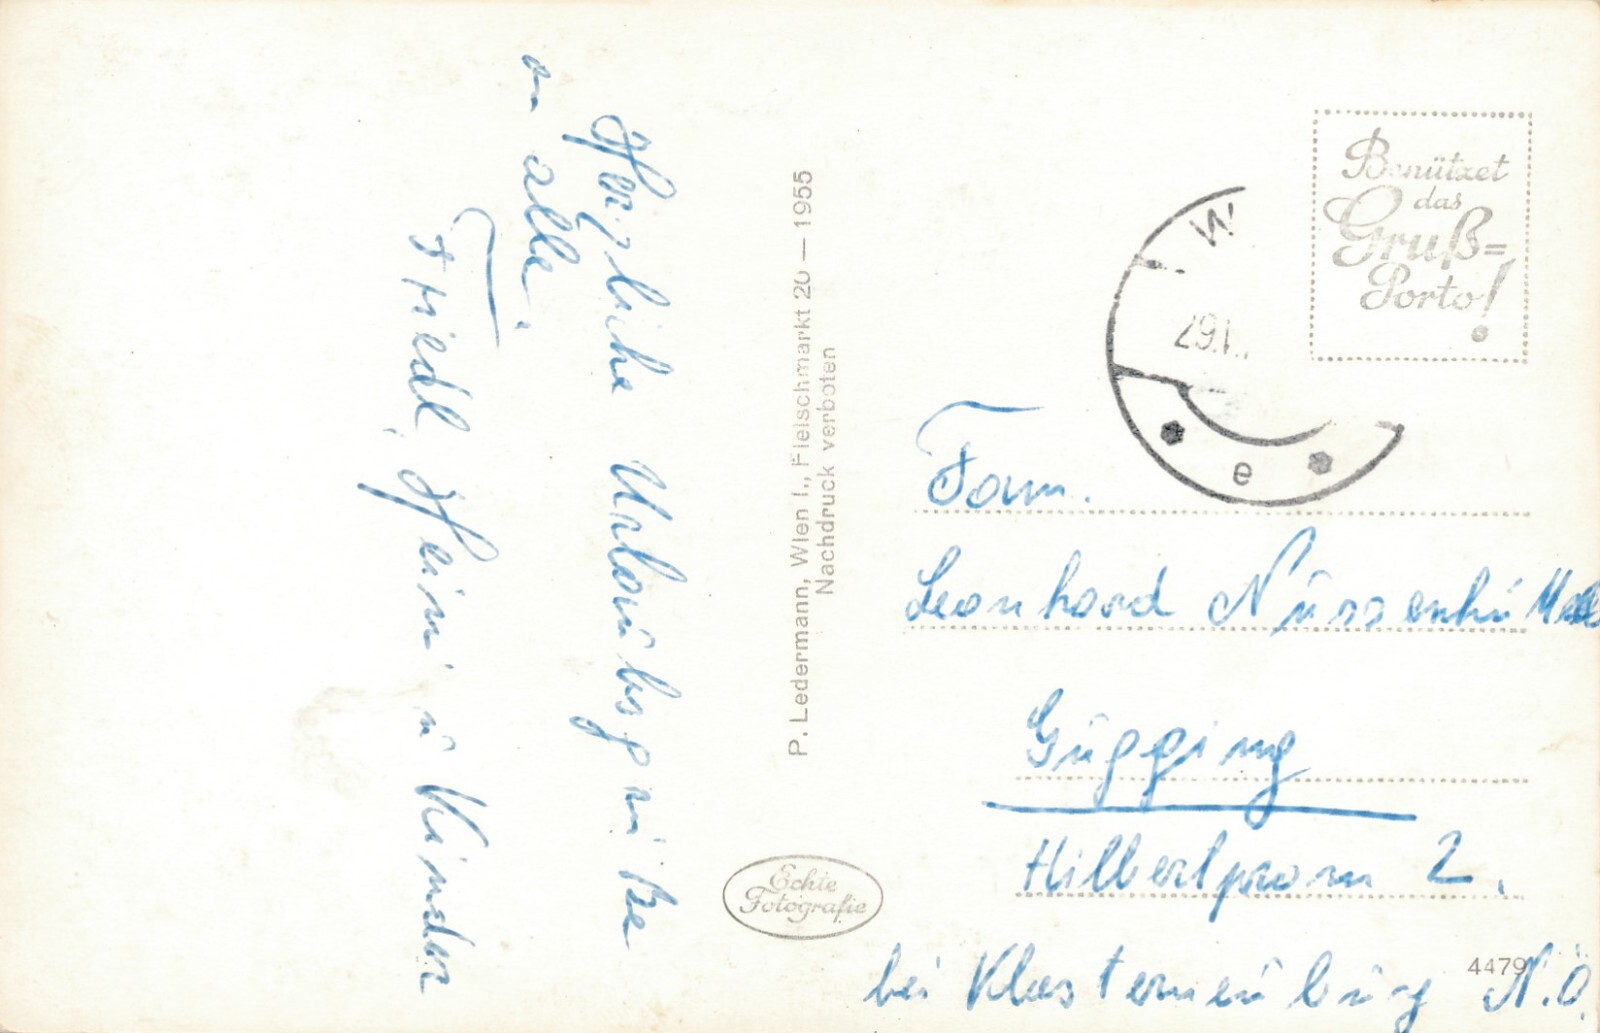 Herzliche Urlaubsgrüße
an alle.
Friedl, Heini u Kinder
P. Ledermann, Wien I., Fleischmarkt 20 — 1955
Nachdruck verboten
Echte
Fotografie
Benützet
das
Gruß=
Porto!
29.
e
Fam.
Leonhard
Gugging
2.
bei Klosterneuburg N.Ö.
4479